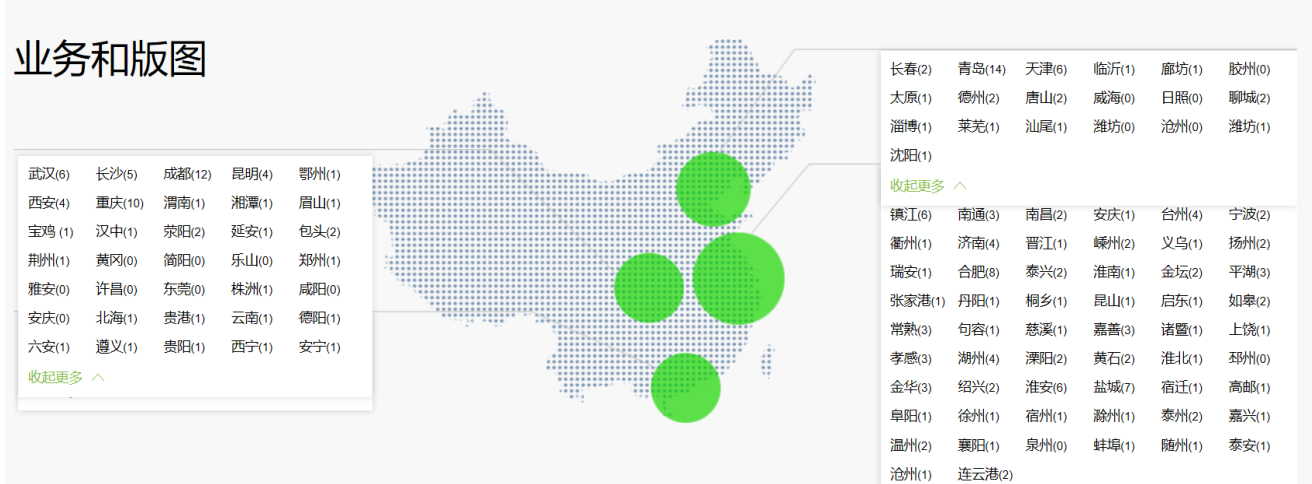 业务和版图
武汉(6) 长沙(5) 成都(12) 昆明(4) 鄂州(1)
西安(4) 重庆(10) 渭南(1) 湘潭(1) 眉山(1)
宝鸡 (1) 汉中(1) 荥阳(2) 延安(1) 包头(2)
荆州(1) 黄冈(0) 简阳(0) 乐山(0) 郑州(1)
雅安(0) 许昌(0) 东莞(0) 株洲(1) 咸阳(0)
安庆(0) 北海(1) 贵港(1) 云南(1) 德阳(1)
六安(1) 遵义(1) 贵阳(1) 西宁(1) 安宁(1)
收起更多
长春(2) 青岛(14) 天津(6) 临沂(1) 廊坊(1) 胶州(0)
太原(1) 德州(2) 唐山(2) 威海(0) 日照(0) 聊城(2)
淄博(1) 莱芜(1) 汕尾(1) 潍坊(0) 沧州(0) 潍坊(1)
沈阳(1)
收起更多
镇江(6) 南通(3) 南昌(2) 安庆(1) 台州(4) 宁波(2)
衢州(1) 济南(4) 晋江(1) 嵊州(2) 义乌(1) 扬州(2)
瑞安(1) 合肥(8) 泰兴(2) 淮南(1) 金坛(2) 平湖(3)
张家港(1) 丹阳(1) 桐乡(1) 昆山(1) 启东(1) 如皋(2)
常熟(3) 句容(1) 慈溪(1) 嘉善(3) 诸暨(1) 上饶(1)
孝感(3) 湖州(4) 溧阳(2) 黄石(2) 淮北(1) 邳州(0)
金华(3) 绍兴(2) 淮安(6) 盐城(7) 宿迁(1) 高邮(1)
阜阳(1) 徐州(1) 宿州(1) 滁州(1) 泰州(2) 嘉兴(1)
温州(2) 襄阳(1) 泉州(0) 蚌埠(1) 随州(1) 泰安(1)
沧州(1) 连云港(2)